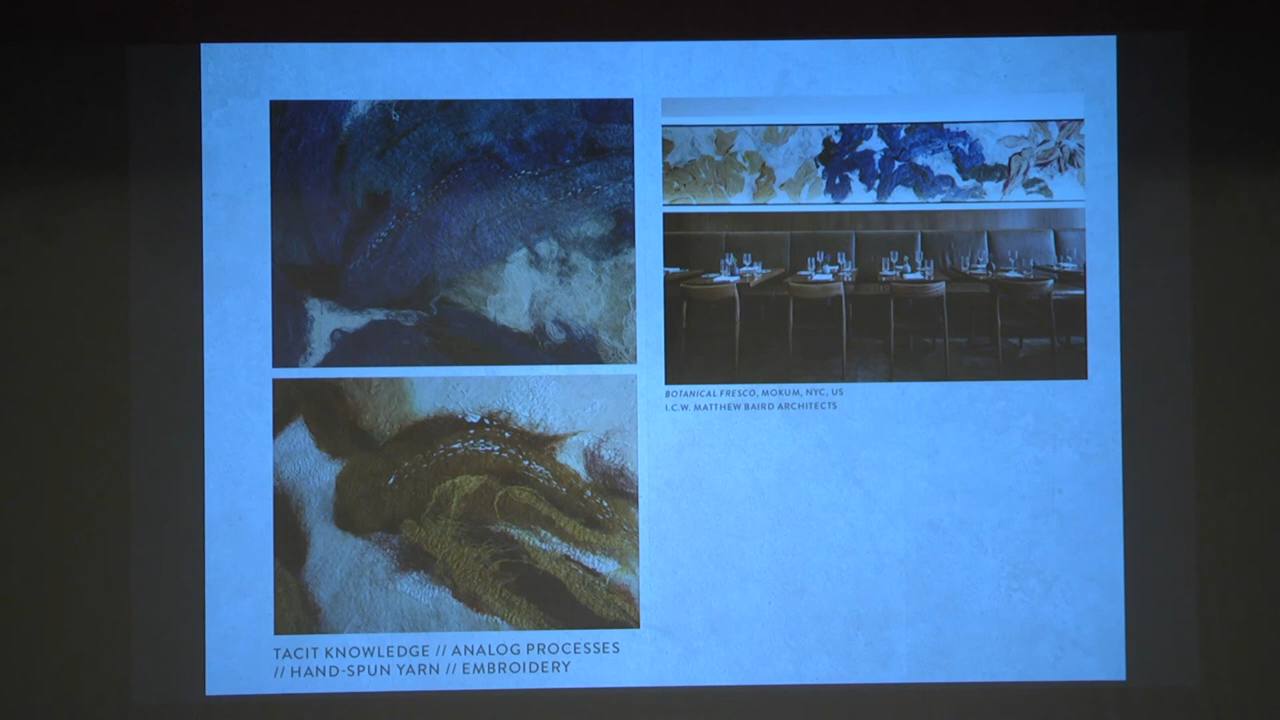 BOTANICAL FRESCO, MOKUM, NYC, US
I.C.W. MATTHEW BAIRD ARCHITECTS
TACIT KNOWLEDGE // ANALOG PROCESSES
// HAND-SPUN YARN // EMBROIDERY